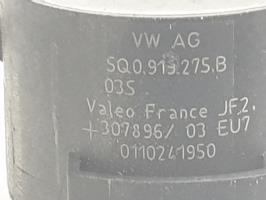 VW AG
5Q0.919.275.B
03S
Valeo France JF2.
+307896/ 03 EU7
0110241950